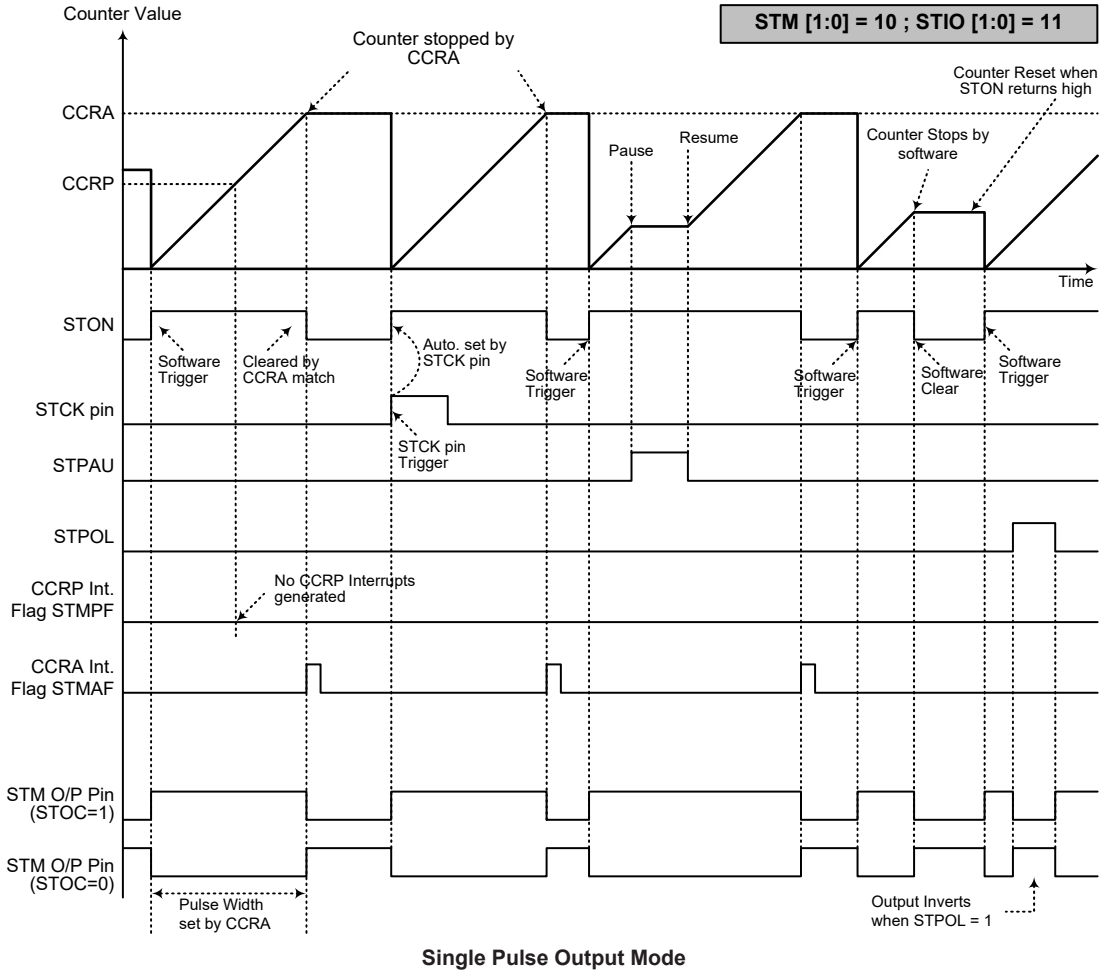 Counter Value
STM [1:0] = 10 ; STIO [1:0] = 11
Counter stopped by
CCRA
Counter Reset when
STON returns high
CCRA
Pause
Resume
Counter Stops by
software
CCRP
Time
STON
Software
Trigger
Cleared by
CCRA match
Auto. set by
STCK pin
Software
Trigger
Software
Trigger
Software
Clear
Software
Trigger
STCK pin
STCK pin
Trigger
STPAU
STPOL
CCRP Int.
Flag STMPF
No CCRP Interrupts
generated
CCRA Int.
Flag STMAF
STM O/P Pin
(STOC=1)
STM O/P Pin
(STOC=0)
Pulse Width
set by CCRA
Output Inverts
when STPOL = 1
Single Pulse Output Mode